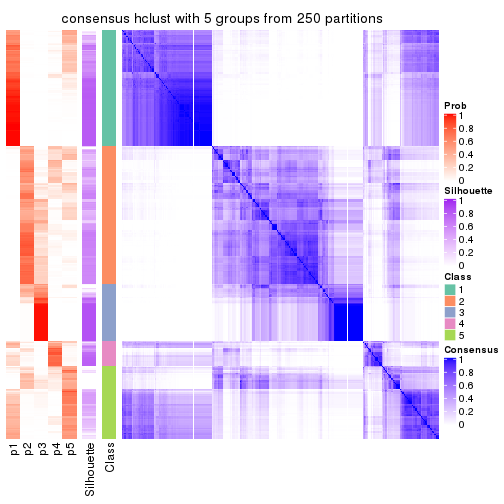 consensus hclust with 5 groups from 250 partitions
Prob
1
0.8
0.6
0.4
0.2
0
Silhouette
1
0.8
0.6
0.4
0.2
0
Class
1
2
3
4
5
Consensus
1
0.8
0.6
0.4
0.2
0
p1
p2
p3
p4
p5
Silhouette
Class